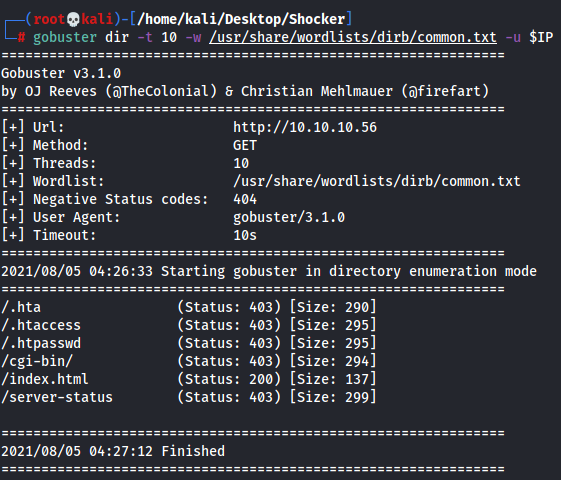 (root💀kali)-[/home/kali/Desktop/Shocker]
# gobuster dir -t 10 -w /usr/share/wordlists/dirb/common.txt -u $IP
===============================================================
Gobuster v3.1.0
by OJ Reeves (@TheColonial) & Christian Mehlmauer (@firefart)
===============================================================
[+] Url:                     http://10.10.10.56
[+] Method:                  GET
[+] Threads:                 10
[+] Wordlist:                /usr/share/wordlists/dirb/common.txt
[+] Negative Status codes:   404
[+] User Agent:              gobuster/3.1.0
[+] Timeout:                 10s
===============================================================
2021/08/05 04:26:33 Starting gobuster in directory enumeration mode
===============================================================
/.hta                 (Status: 403) [Size: 290]
/.htaccess            (Status: 403) [Size: 295]
/.htpasswd            (Status: 403) [Size: 295]
/cgi-bin/             (Status: 403) [Size: 294]
/index.html           (Status: 200) [Size: 137]
/server-status        (Status: 403) [Size: 299]
===============================================================
2021/08/05 04:27:12 Finished
===============================================================